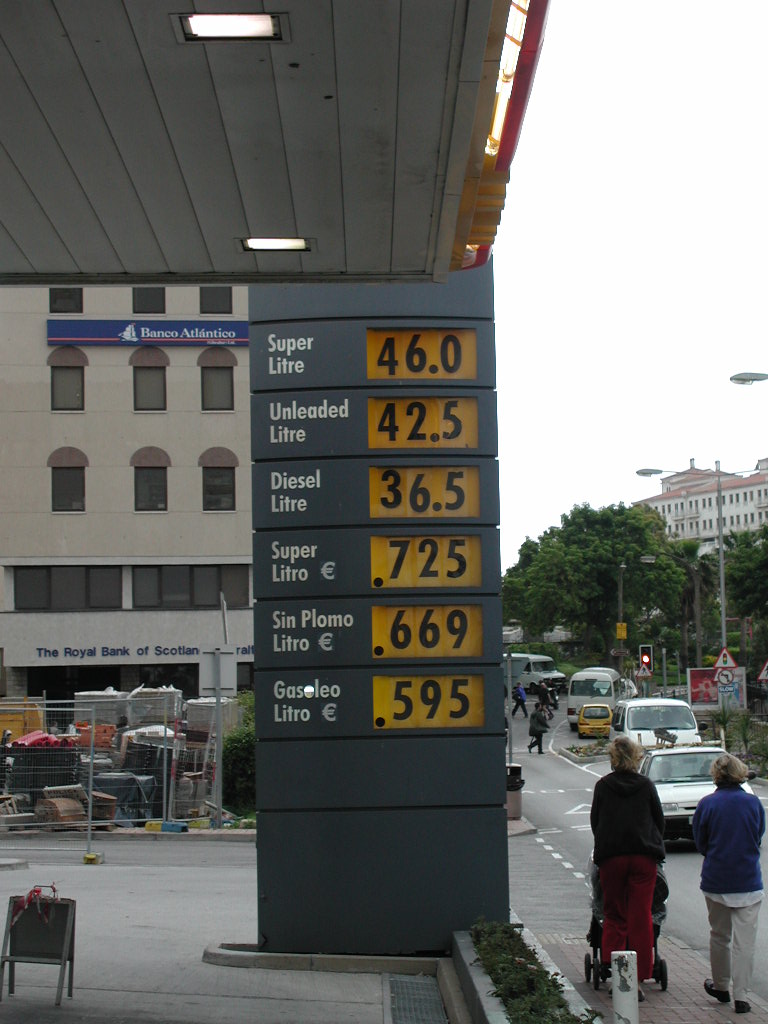 Banco Atlántico
Super
Litre
46.0
Unleaded
Litre
42.5
Diesel
Litre
36.5
Super
Litro €
.725
Sin Plomo
Litro €
.669
Gasoleo
Litro €
.595
The Royal Bank of Scotlan
SLOW